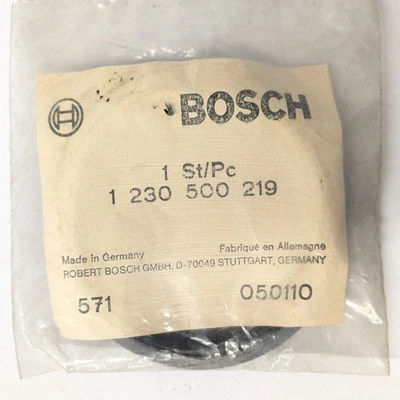 BOSCH
1 St/Pc
1 230 500 219
Made in Germany Fabriqué en Allemagne
ROBERT BOSCH GMBH, D-70049 STUTTGART, GERMANY
571 050110